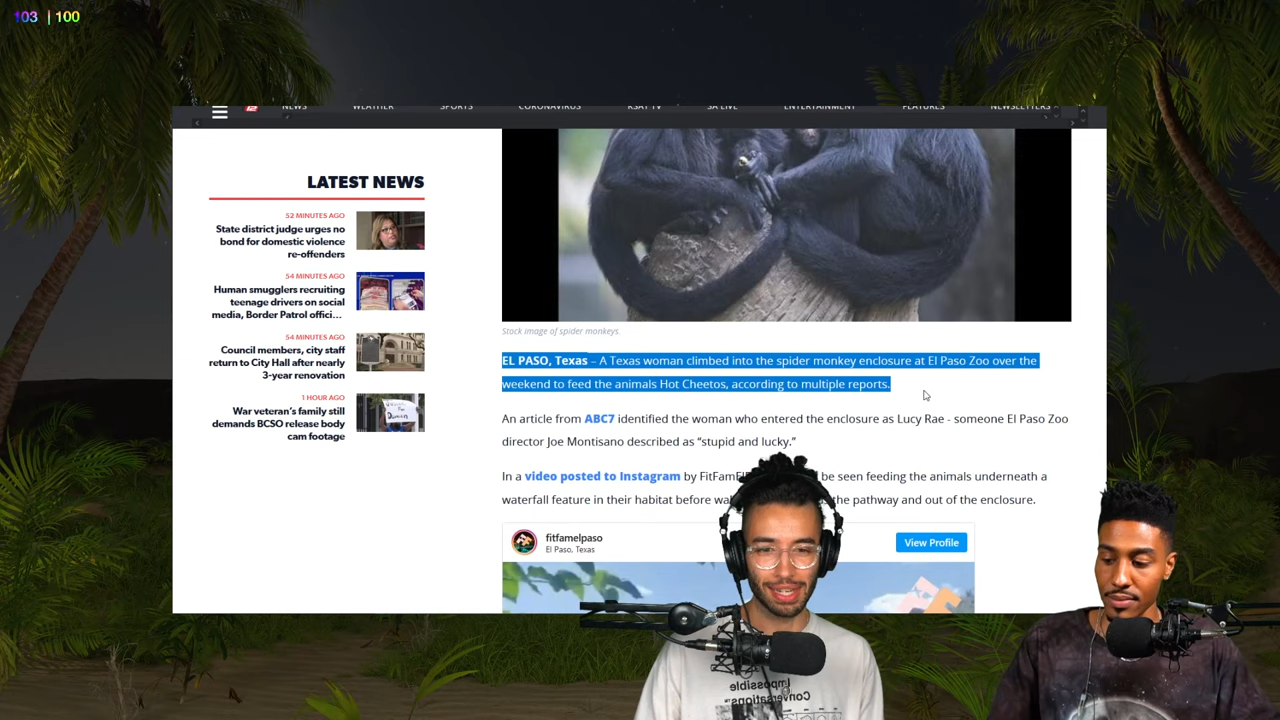 103 | 100
NEWS WEATHER SPORTS CORONAVIRUS KSAT TV SA LIVE ENTERTAINMENT FEATURES NEWSLETTERS
12
LATEST NEWS
52 MINUTES AGO
State district judge urges no
bond for domestic violence
re-offenders
54 MINUTES AGO
Human smugglers recruiting
teenage drivers on social
media, Border Patrol offici...
54 MINUTES AGO
Council members, city staff
return to City Hall after nearly
3-year renovation
1 HOUR AGO
War veteran's family still
demands BCSO release body
cam footage
Stock image of spider monkeys.
EL PASO, Texas – A Texas woman climbed into the spider monkey enclosure at El Paso Zoo over the
weekend to feed the animals Hot Cheetos, according to multiple reports.
An article from ABC7 identified the woman who entered the enclosure as Lucy Rae - someone El Paso Zoo
director Joe Montisano described as “stupid and lucky.”
In a video posted to Instagram by be seen feeding the animals underneath a
waterfall feature in their habitat before the pathway and out of the enclosure.
fitfamelpaso
El Paso, Texas
View Profile
Impossible
Conversations